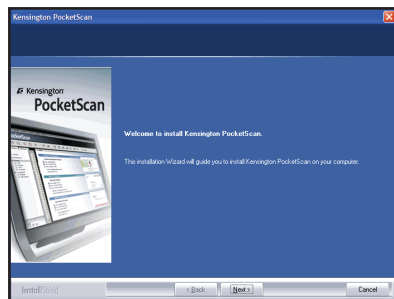 Kensington PocketScan
Kensington
PocketScan
Welcome to install Kensington PocketScan.
This installation Wizard will guide you to install Kensington PocketScan on your computer.
InstallShield
< Back
Next >
Cancel